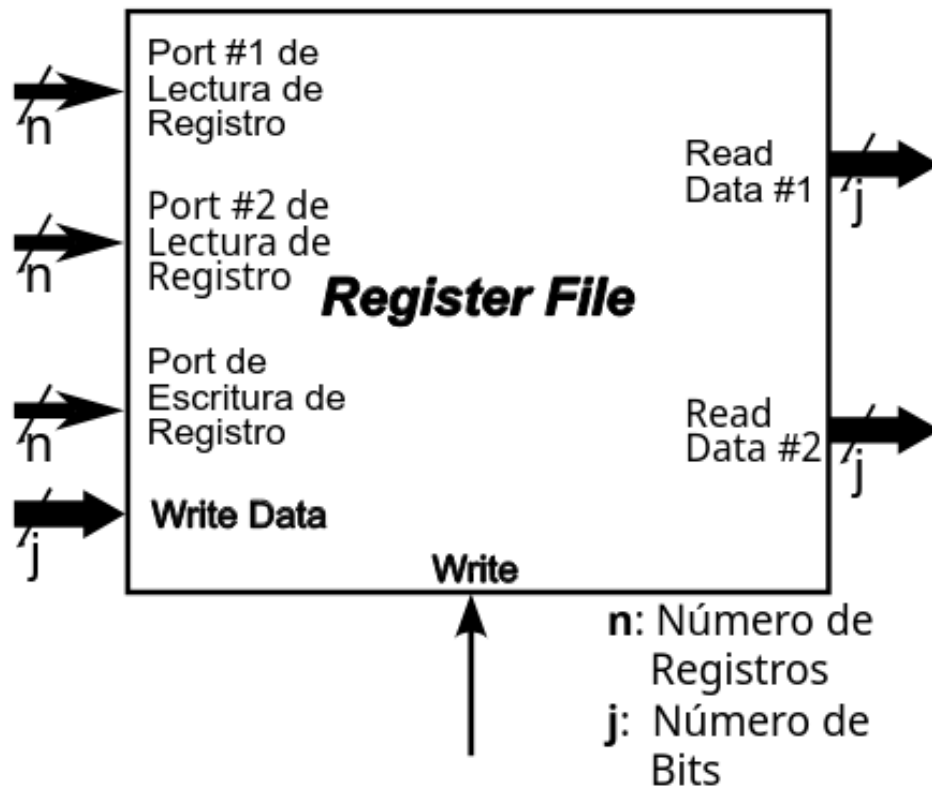 Port #1 de
Lectura de
Registro
n
Port #2 de
Lectura de
Registro
n
Register File
Port de
Escritura de
Registro
n
Write Data
j
Write
Read
Data #1
j
Read
Data #2
j
n: Número de
Registros
j: Número de
Bits